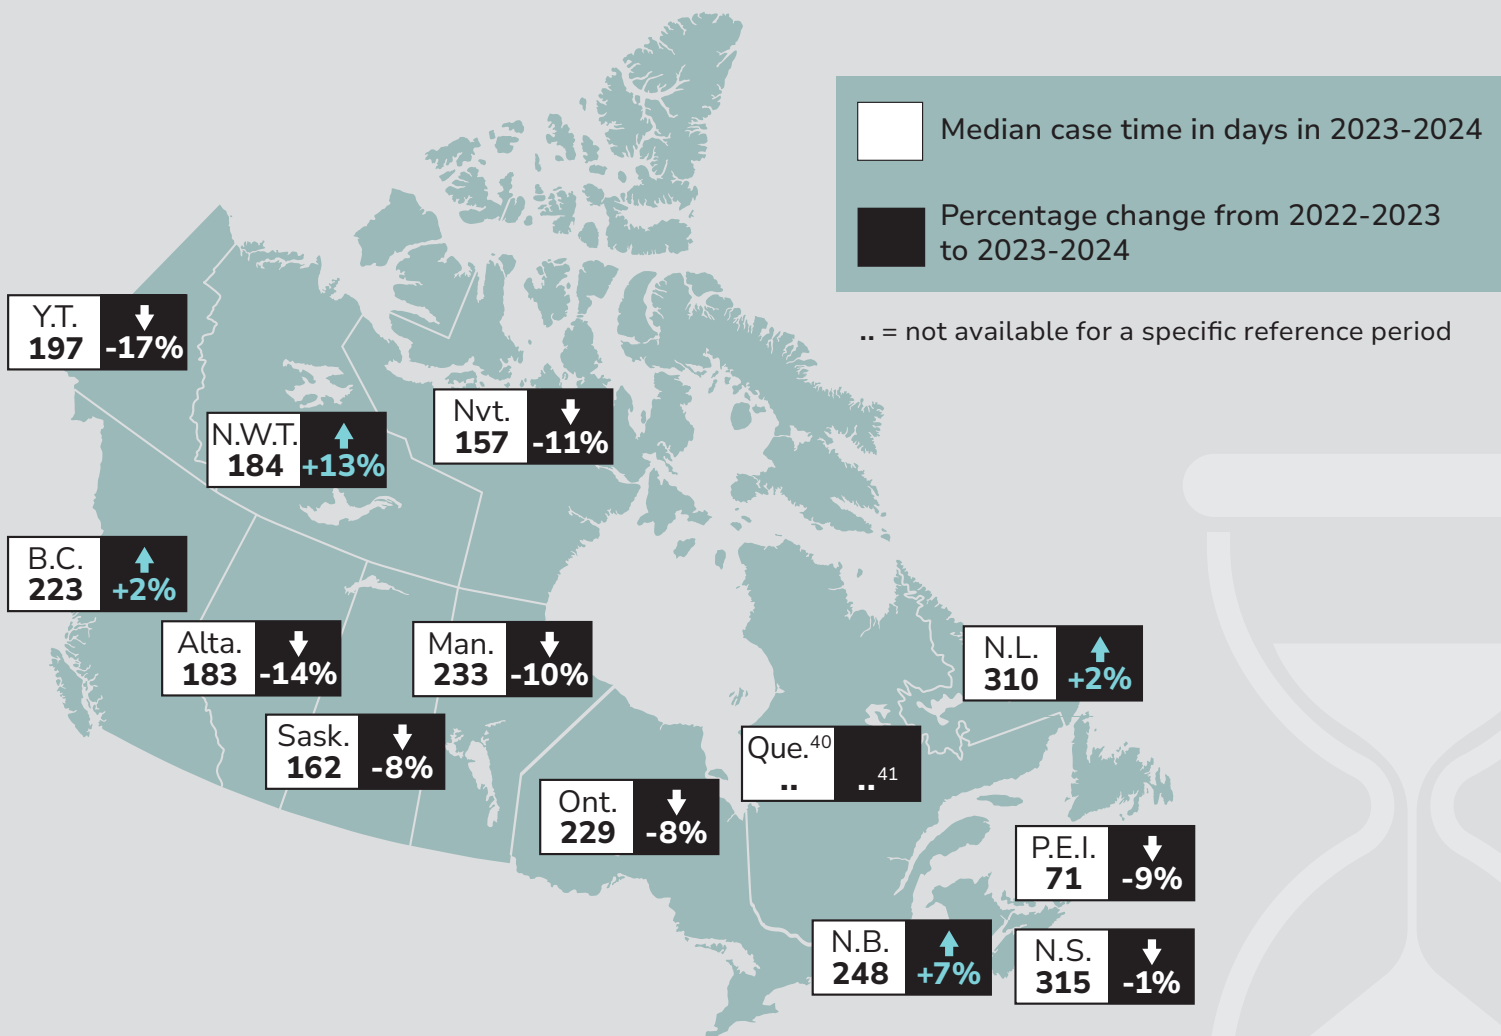 Median case time in days in 2023-2024
Percentage change from 2022-2023
to 2023-2024
.. = not available for a specific reference period
Y.T.
197
-17%
N.W.T.
184
+13%
Nvt.
157
-11%
B.C.
223
+2%
Alta.
183
-14%
Man.
233
-10%
N.L.
310
+2%
Sask.
162
-8%
Que.40
..
..41
Ont.
229
-8%
P.E.I.
71
-9%
N.B.
248
+7%
N.S.
315
-1%